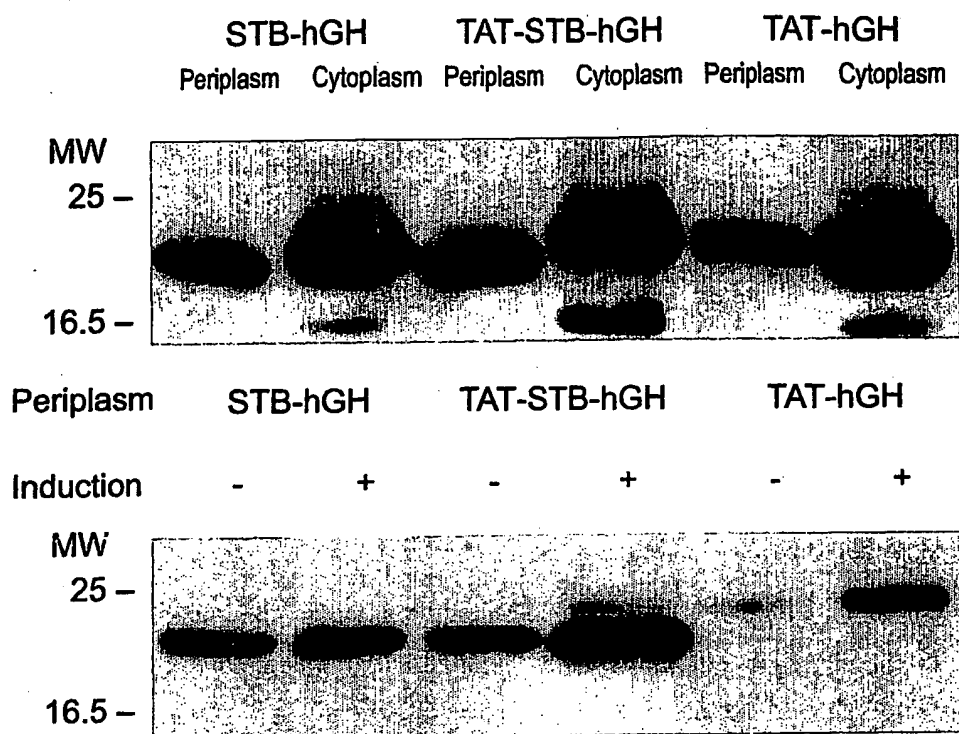 STB-hGH TAT-STB-hGH TAT-hGH
Periplasm Cytoplasm Periplasm Cytoplasm Periplasm Cytoplasm
MW
25 –
16.5 –
Periplasm STB-hGH TAT-STB-hGH TAT-hGH
Induction - + - + - +
MW
25 –
16.5 –